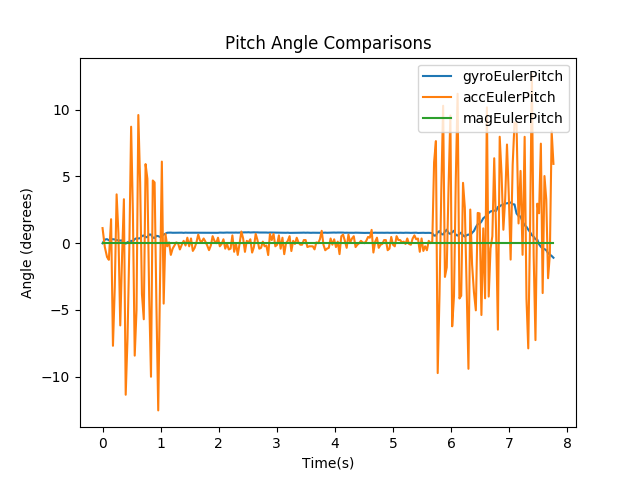 Pitch Angle Comparisons
gyroEulerPitch
accEulerPitch
magEulerPitch
10
5
0
−5
−10
Angle (degrees)
0 1 2 3 4 5 6 7 8
Time(s)